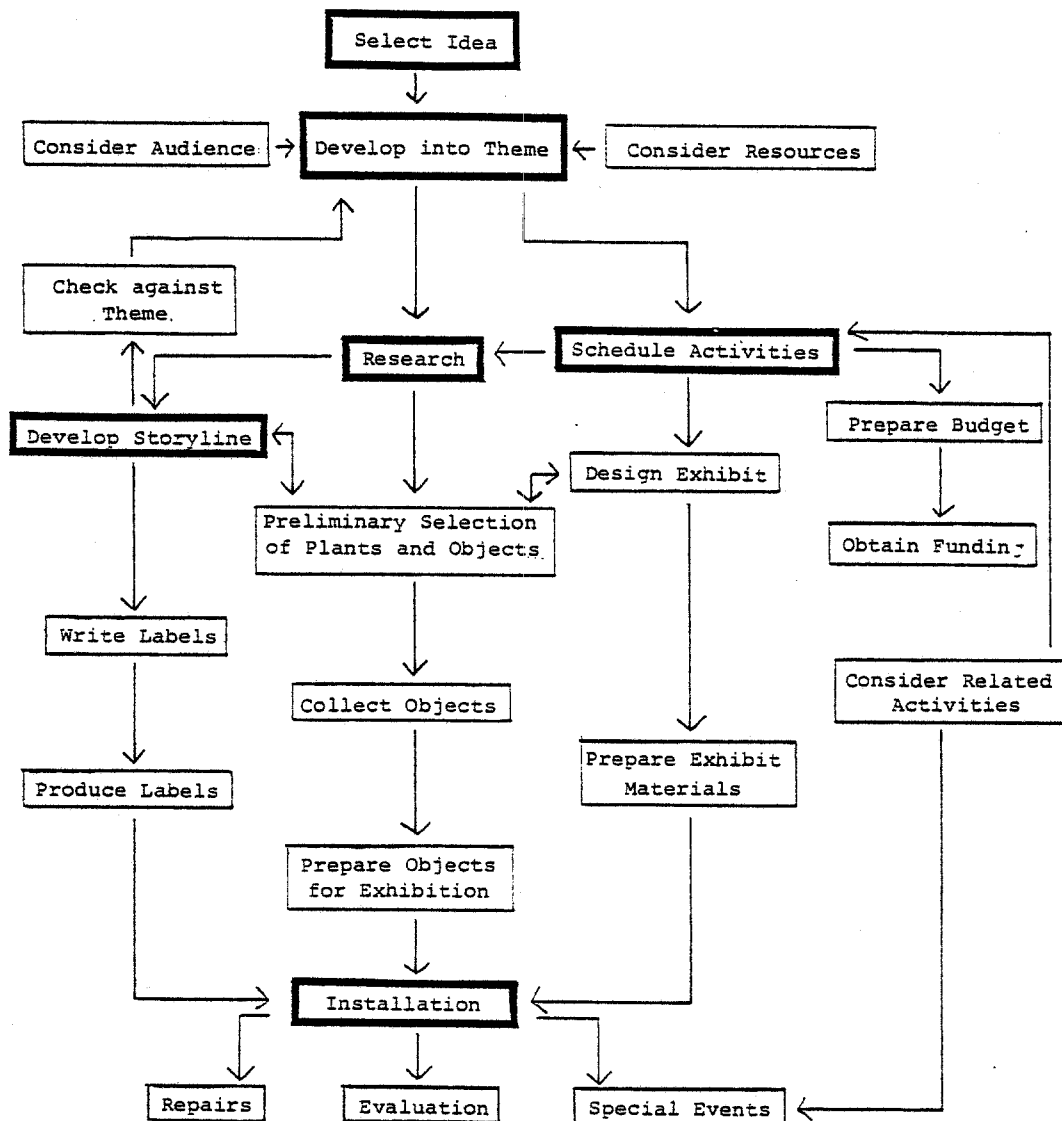 Select Idea
Consider Audience
Develop into Theme
Consider Resources
Check against
Theme
Research
Schedule Activities
Develop Storyline
Prepare Budget
Design Exhibit
Preliminary Selection
of Plants and Objects
Obtain Funding
Write Labels
Collect Objects
Consider Related
Activities
Produce Labels
Prepare Exhibit
Materials
Prepare Objects
for Exhibition
Installation
Repairs
Evaluation
Special Events